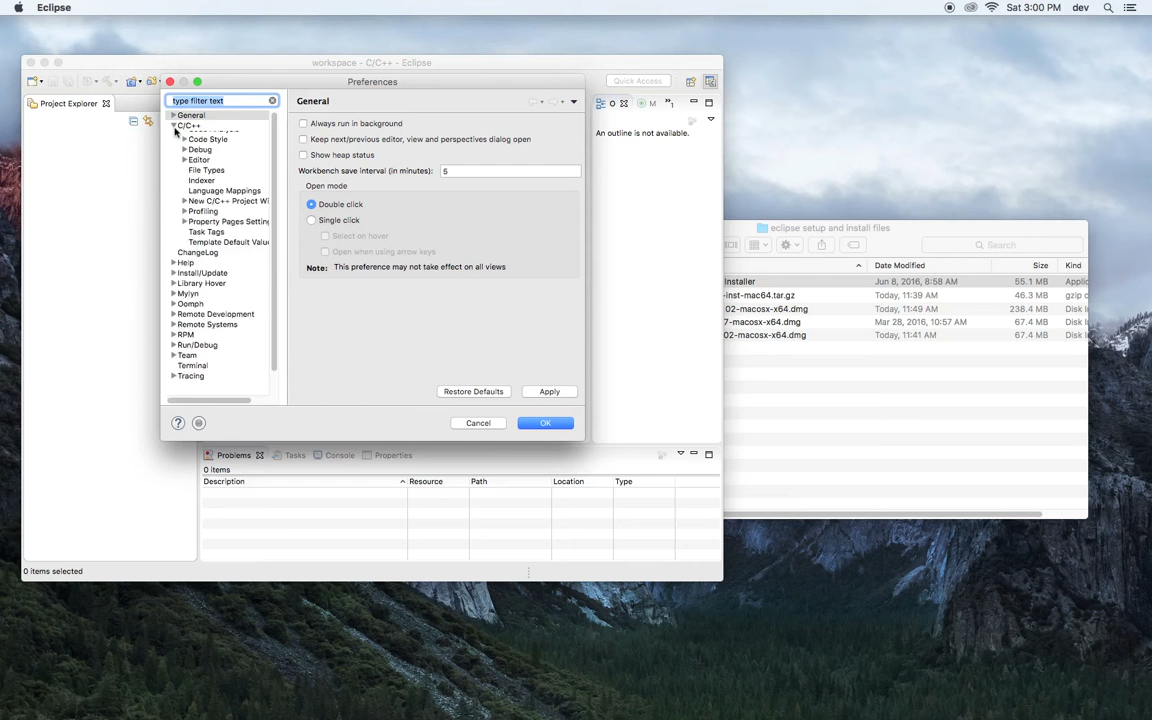 Eclipse
Sat 3:00 PM dev
workspace - C/C++ - Eclipse
Quick Access
Project Explorer
Preferences
type filter text
General
C/C++
Code Style
Debug
Editor
File Types
Indexer
Language Mappings
New C/C++ Project Wi
Profiling
Property Pages Settin
Task Tags
Template Default Valu
ChangeLog
Help
Install/Update
Library Hover
Mylyn
Oomph
Remote Development
Remote Systems
RPM
Run/Debug
Team
Terminal
Tracing
General
Always run in background
Keep next/previous editor, view and perspectives dialog open
Show heap status
Workbench save interval (in minutes): 5
Open mode
Double click
Single click
Select on hover
Open when using arrow keys
Note: This preference may not take effect on all views
Restore Defaults Apply
Cancel OK
O M »1
An outline is not available.
Problems Tasks Console Properties
0 items
Description Resource Path Location Type
0 items selected
eclipse setup and install files
Search
Date Modified Size Kind
Installer Jun 8, 2016, 8:58 AM 55.1 MB Applic
-inst-mac64.tar.gz Today, 11:39 AM 46.3 MB gzip c
02-macosx-x64.dmg Today, 11:49 AM 238.4 MB Disk I
7-macosx-x64.dmg Mar 28, 2016, 10:57 AM 67.4 MB Disk I
02-macosx-x64.dmg Today, 11:41 AM 67.4 MB Disk I